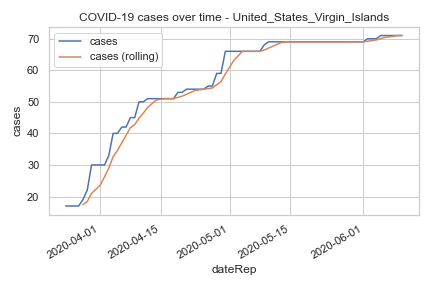 COVID-19 cases over time - United_States_Virgin_Islands
cases
cases (rolling)
70
60
50
40
30
20
cases
2020-04-01
2020-04-15
2020-05-01
2020-05-15
2020-06-01
dateRep